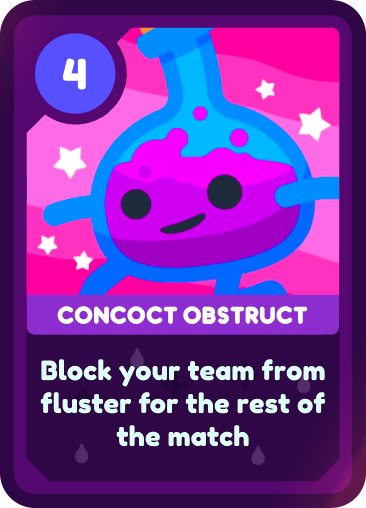 4
CONCOCT OBSTRUCT
Block your team from
fluster for the rest of
the match